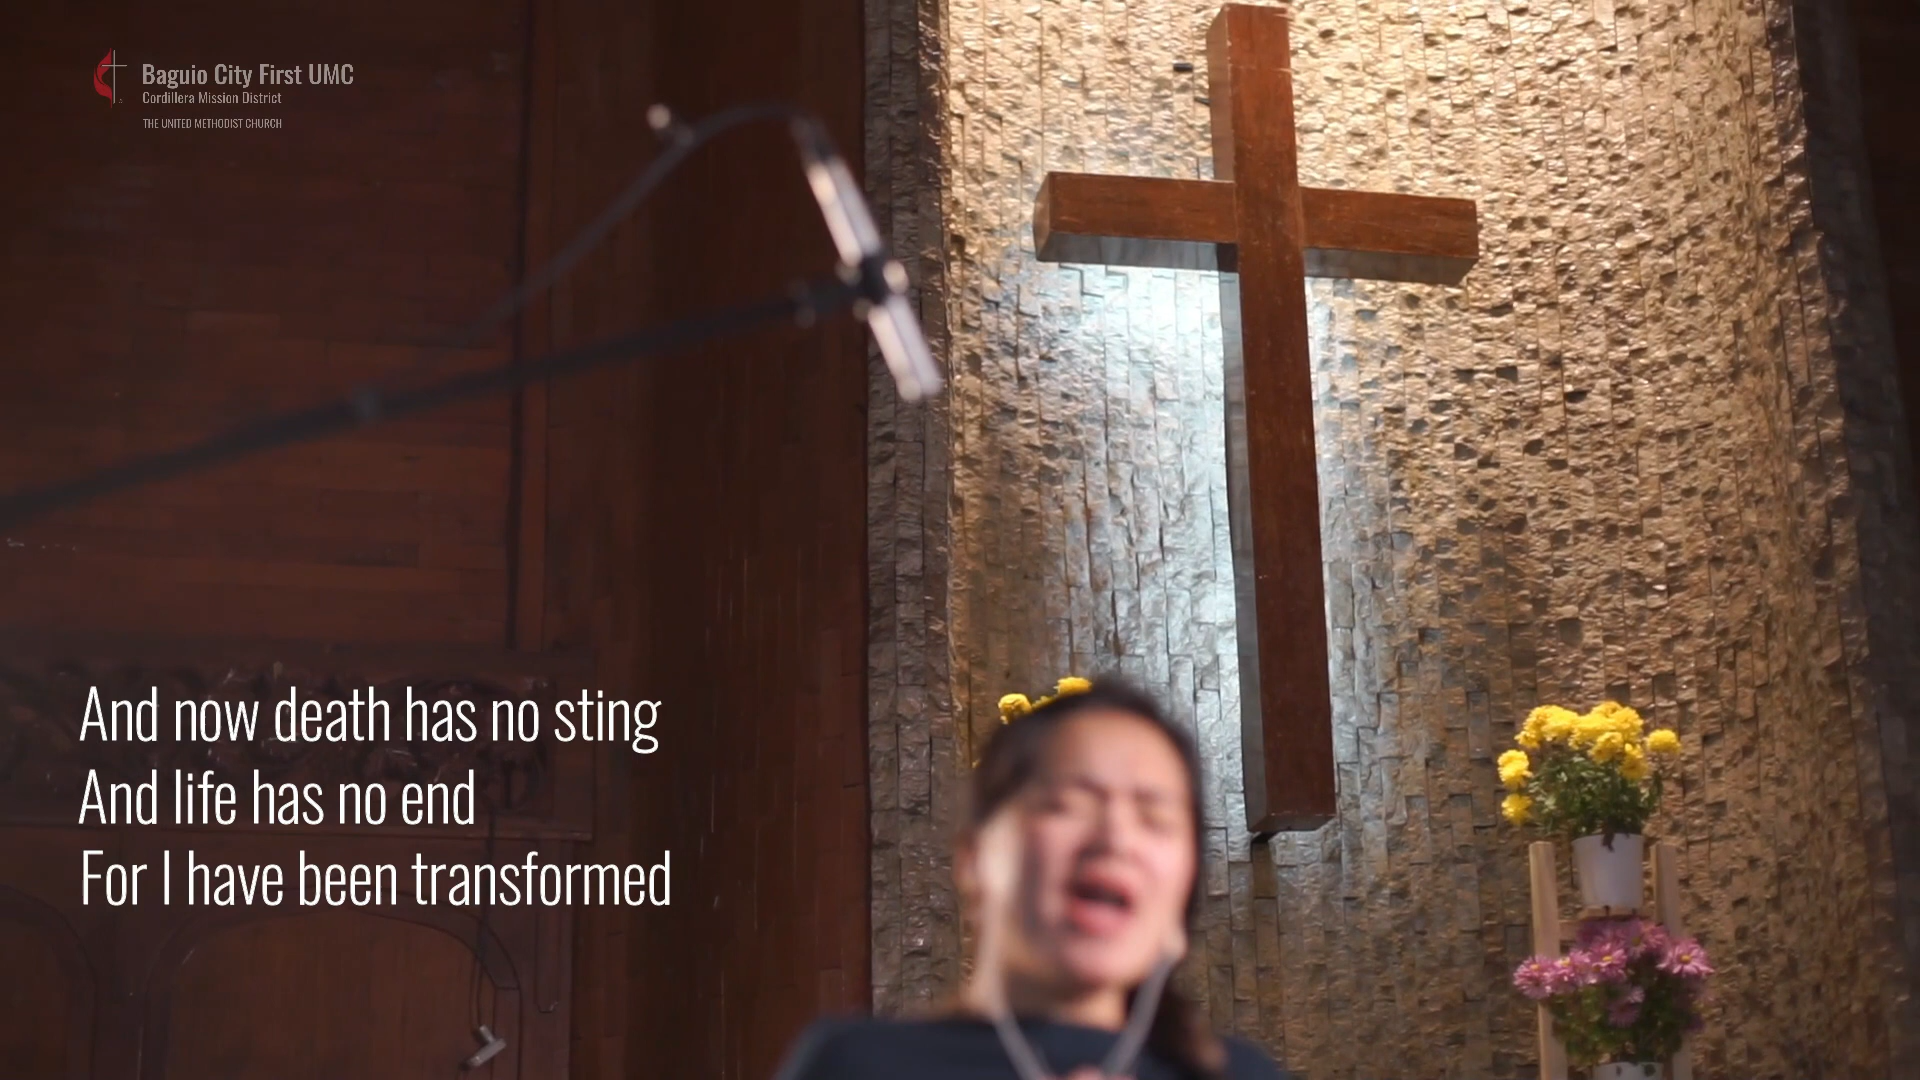 Baguio City First UMC
Cordillera Mission District
THE UNITED METHODIST CHURCH
And now death has no sting
And life has no end
For I have been transformed